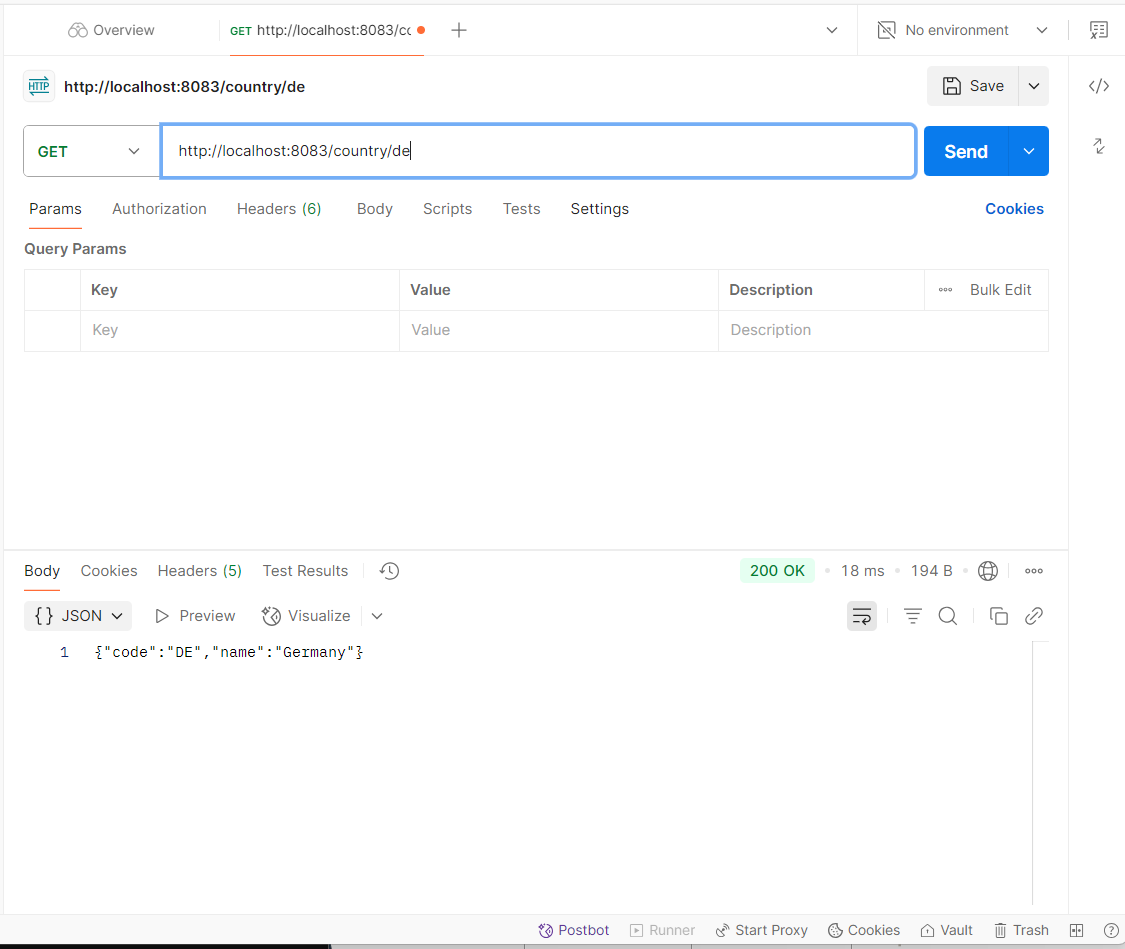 Overview
GET http://localhost:8083/cc
No environment
HTTP http://localhost:8083/country/de
Save
GET
http://localhost:8083/country/de
Send
Params Authorization Headers (6) Body Scripts Tests Settings Cookies
Query Params
Key Value Description Bulk Edit
Key Value Description
Body Cookies Headers (5) Test Results
200 OK • 18 ms • 194 B
{} JSON Preview Visualize
1 {"code":"DE","name":"Germany"}
Postbot Runner Start Proxy Cookies Vault Trash